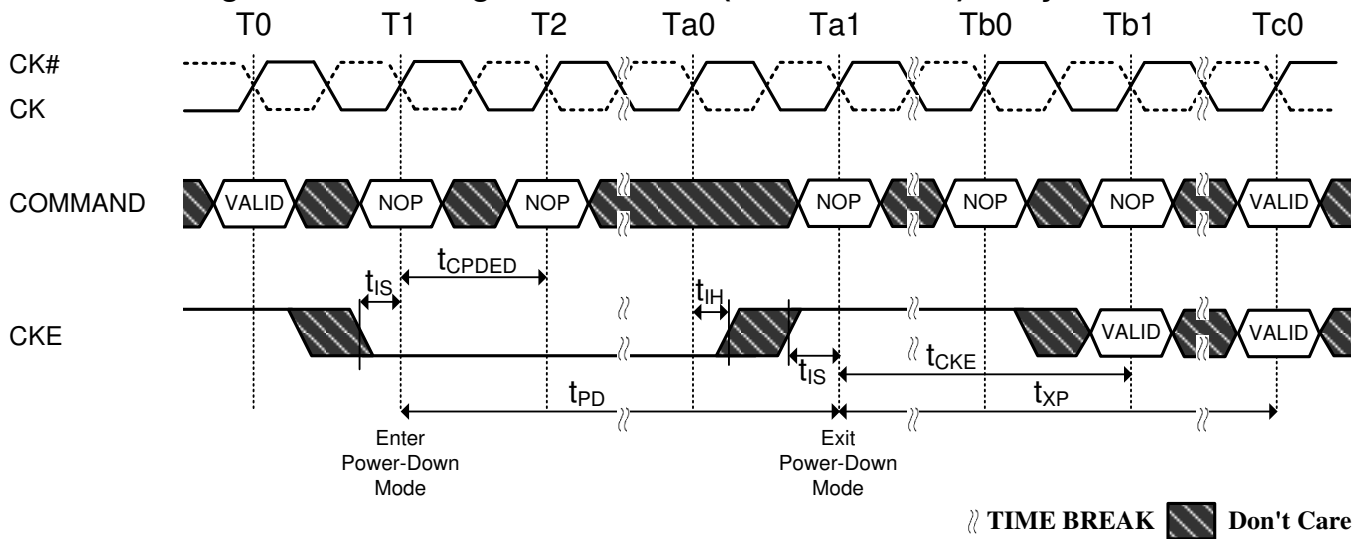 T0 T1 T2 Ta0 Ta1 Tb0 Tb1 Tc0
CK#
CK
COMMAND VALID NOP NOP NOP NOP NOP VALID
tCPDED
tIS tIH
CKE VALID VALID
tIS tCKE
tPD tXP
Enter
Power-Down
Mode
Exit
Power-Down
Mode
TIME BREAK Don't Care